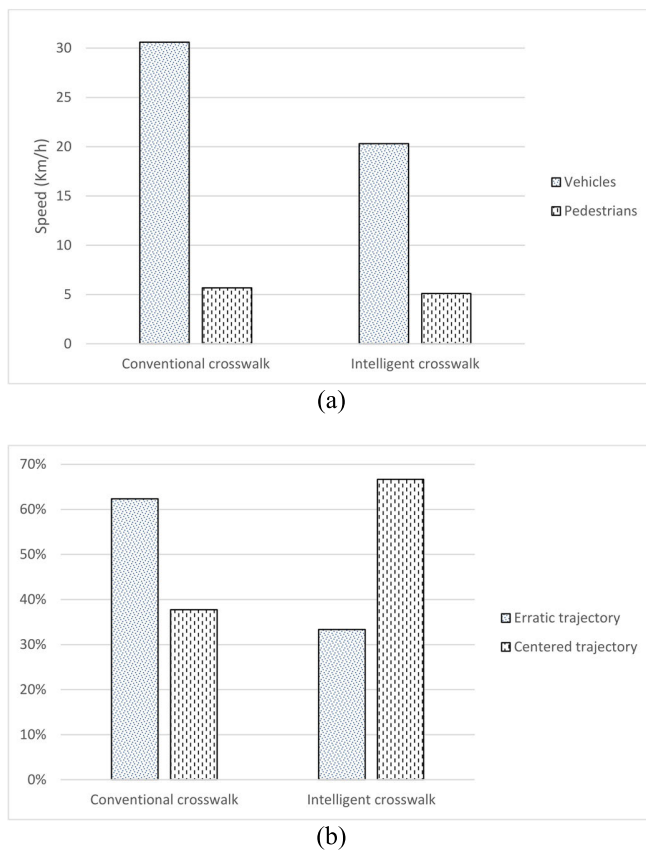 30
25
20
15
10
5
0
Speed (Km/h)
Conventional crosswalk
Intelligent crosswalk
Vehicles
Pedestrians
(a)
70%
60%
50%
40%
30%
20%
10%
0%
Conventional crosswalk
Intelligent crosswalk
Erratic trajectory
Centered trajectory
(b)